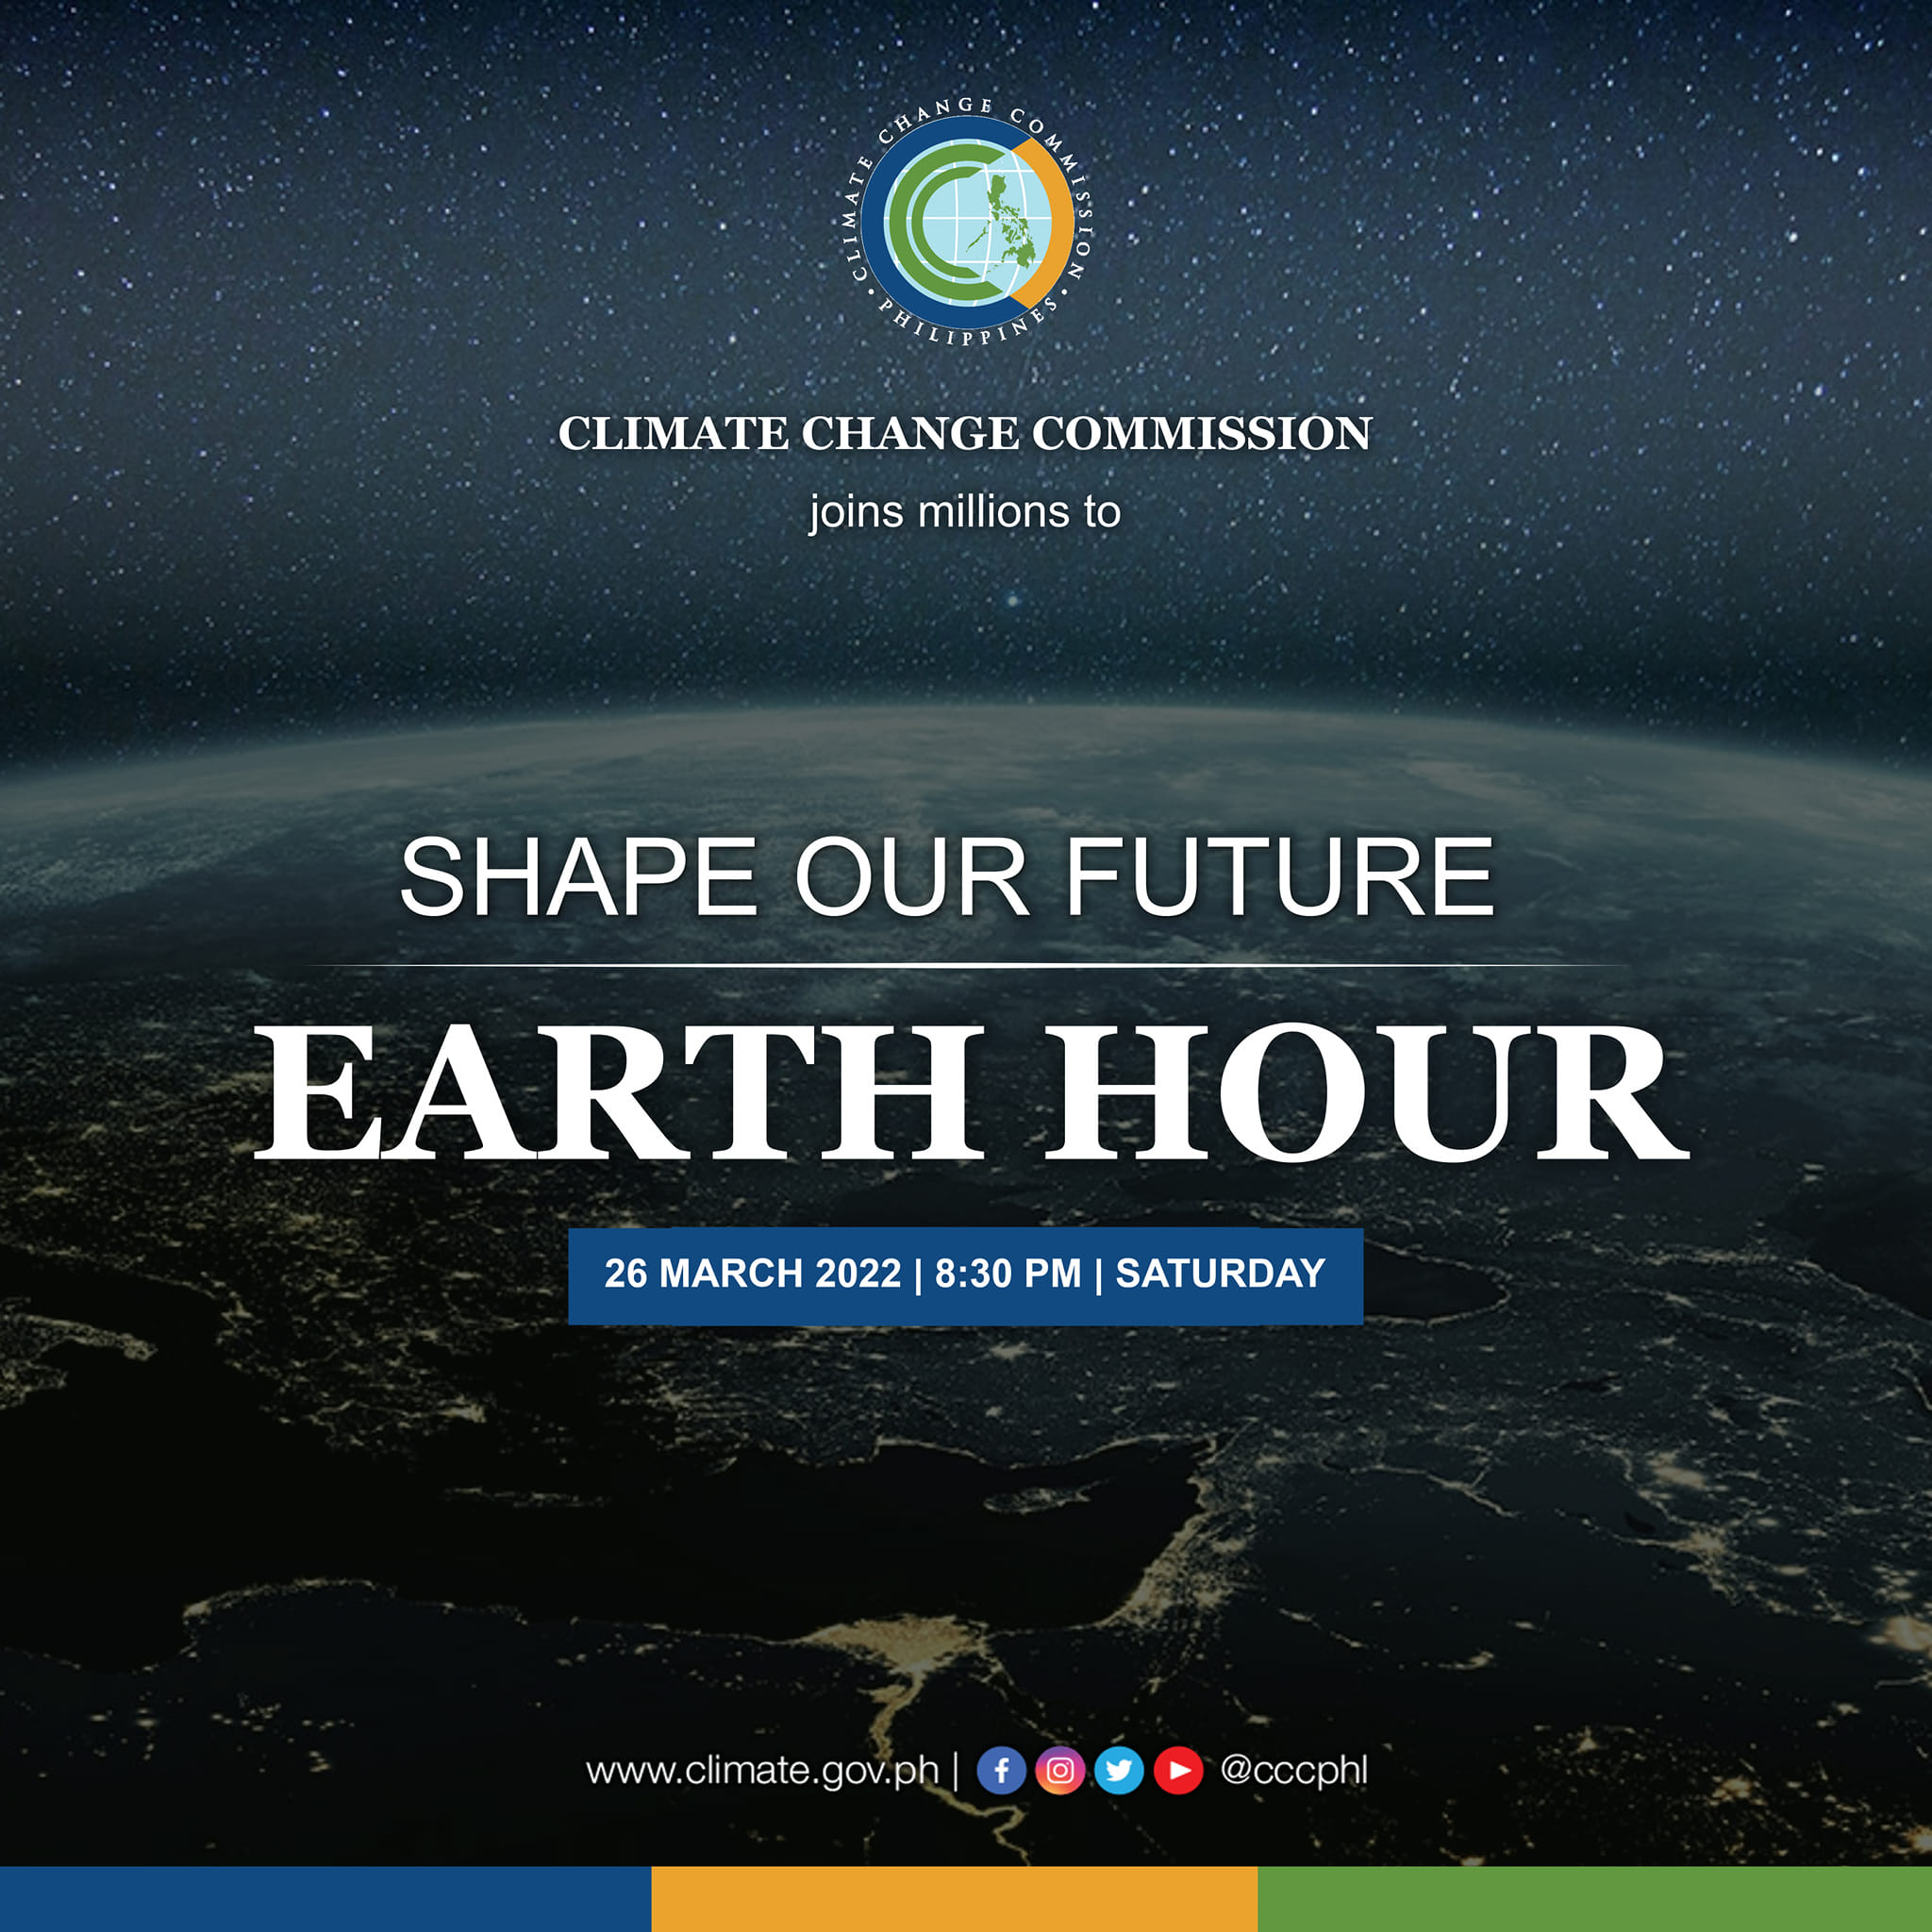 CLIMATE CHANGE COMMISSION
• PHILIPPINES •
CLIMATE CHANGE COMMISSION
joins millions to
SHAPE OUR FUTURE
EARTH HOUR
26 MARCH 2022 | 8:30 PM | SATURDAY
www.climate.gov.ph | @cccphl